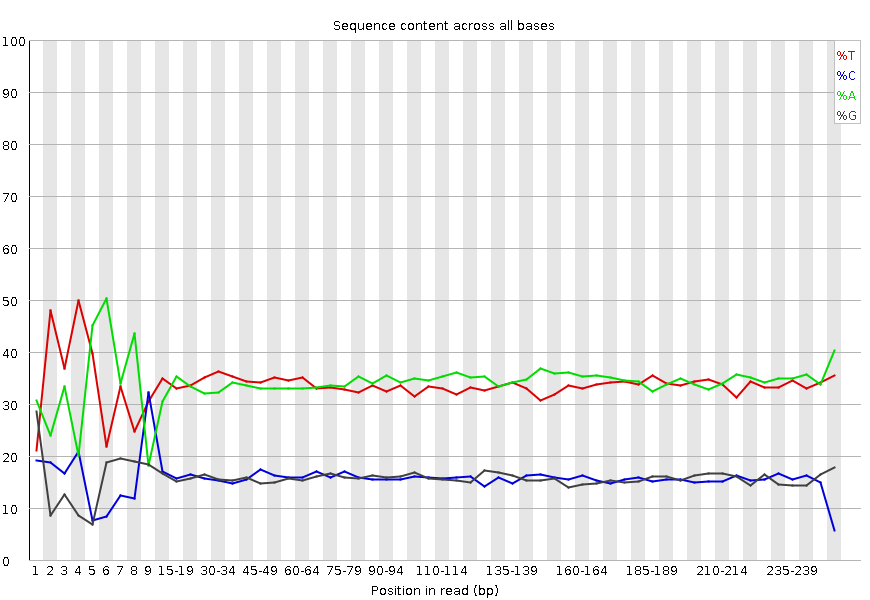 Sequence content across all bases
%T
%C
%A
%G
100
90
80
70
60
50
40
30
20
10
0
1 2 3 4 5 6 7 8 9 15-19 30-34 45-49 60-64 75-79 90-94 110-114 135-139 160-164 185-189 210-214 235-239
Position in read (bp)